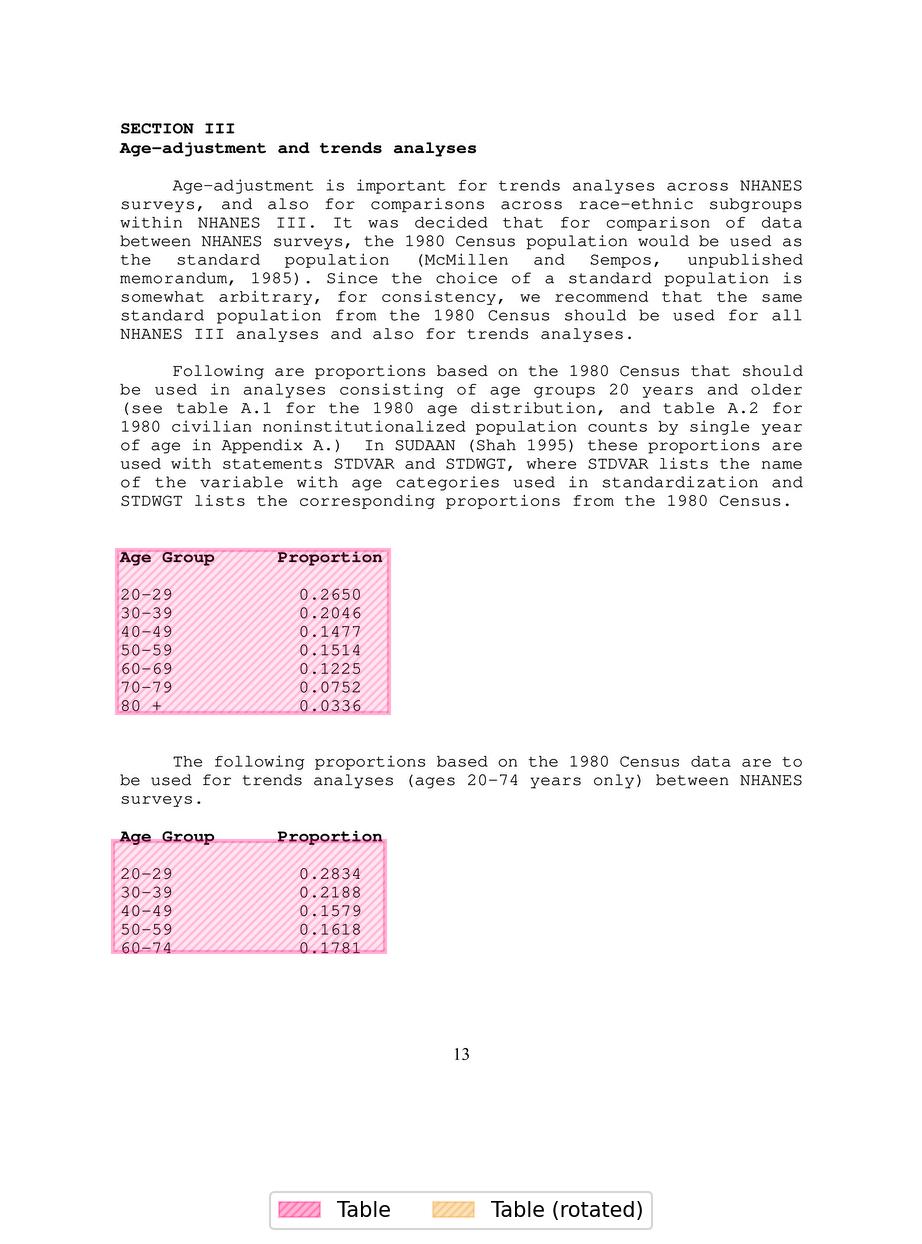 SECTION III
Age-adjustment and trends analyses
Age-adjustment is important for trends analyses across NHANES
surveys, and also for comparisons across race-ethnic subgroups
within NHANES III. It was decided that for comparison of data
between NHANES surveys, the 1980 Census population would be used as
the standard population (McMillen and Sempos, unpublished
memorandum, 1985). Since the choice of a standard population is
somewhat arbitrary, for consistency, we recommend that the same
standard population from the 1980 Census should be used for all
NHANES III analyses and also for trends analyses.
Following are proportions based on the 1980 Census that should
be used in analyses consisting of age groups 20 years and older
(see table A.1 for the 1980 age distribution, and table A.2 for
1980 civilian noninstitutionalized population counts by single year
of age in Appendix A.) In SUDAAN (Shah 1995) these proportions are
used with statements STDVAR and STDWGT, where STDVAR lists the name
of the variable with age categories used in standardization and
STDWGT lists the corresponding proportions from the 1980 Census.
Age Group Proportion
20-29 0.2650
30-39 0.2046
40-49 0.1477
50-59 0.1514
60-69 0.1225
70-79 0.0752
80 + 0.0336
The following proportions based on the 1980 Census data are to
be used for trends analyses (ages 20-74 years only) between NHANES
surveys.
Age Group Proportion
20-29 0.2834
30-39 0.2188
40-49 0.1579
50-59 0.1618
60-74 0.1781
13
Table Table (rotated)